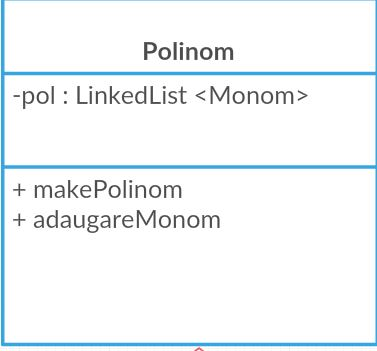 Polinom
-pol : LinkedList <Monom>
+ makePolinom
+ adaugareMonom